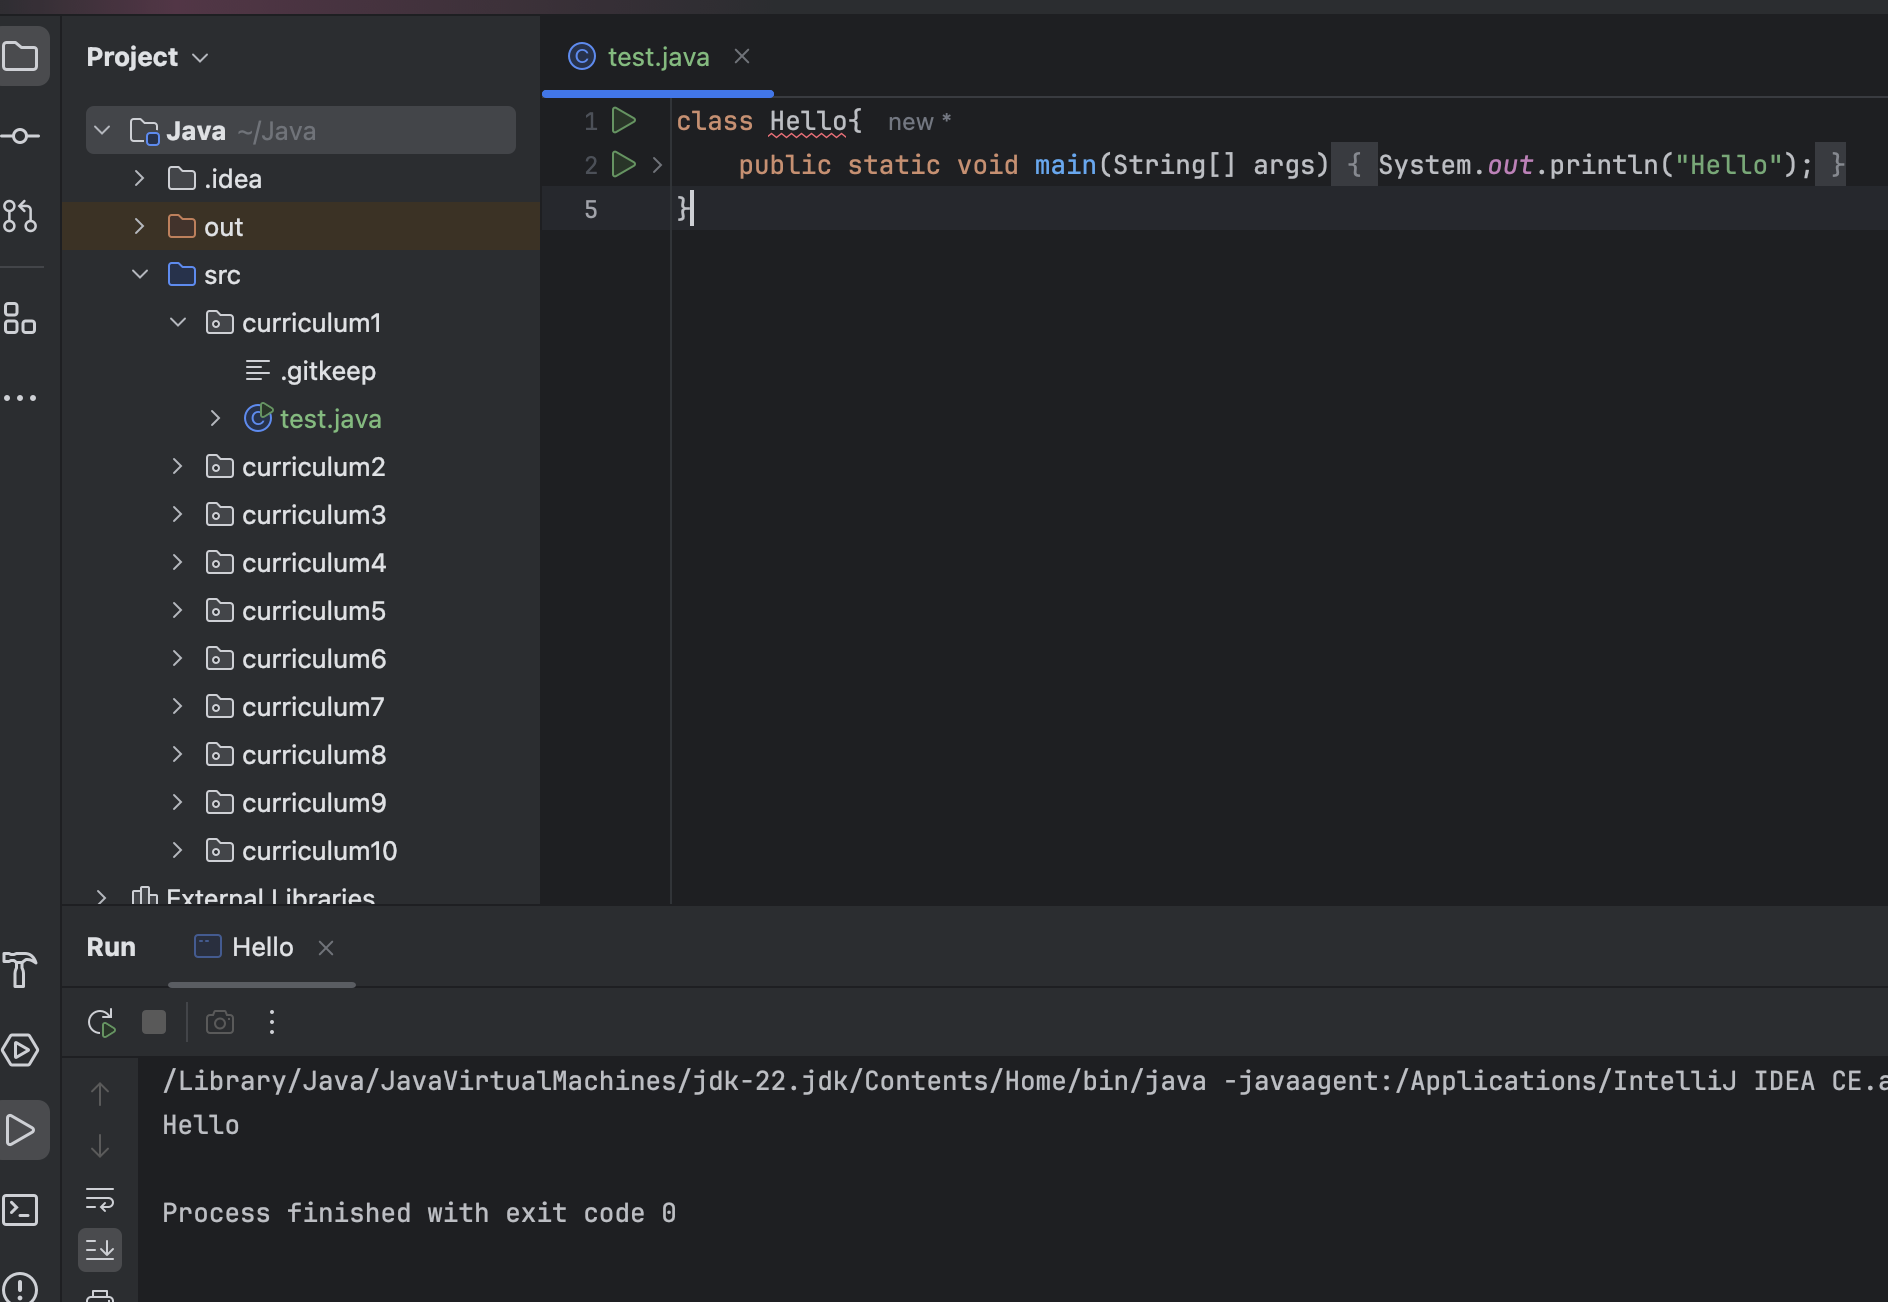 Project
Java ~/Java
.idea
out
src
curriculum1
.gitkeep
test.java
curriculum2
curriculum3
curriculum4
curriculum5
curriculum6
curriculum7
curriculum8
curriculum9
curriculum10
External Libraries
test.java
1 class Hello{ new *
2 public static void main(String[] args) { System.out.println("Hello"); }
5 }
Run Hello
/Library/Java/JavaVirtualMachines/jdk-22.jdk/Contents/Home/bin/java -javaagent:/Applications/IntelliJ IDEA CE.a
Hello
Process finished with exit code 0